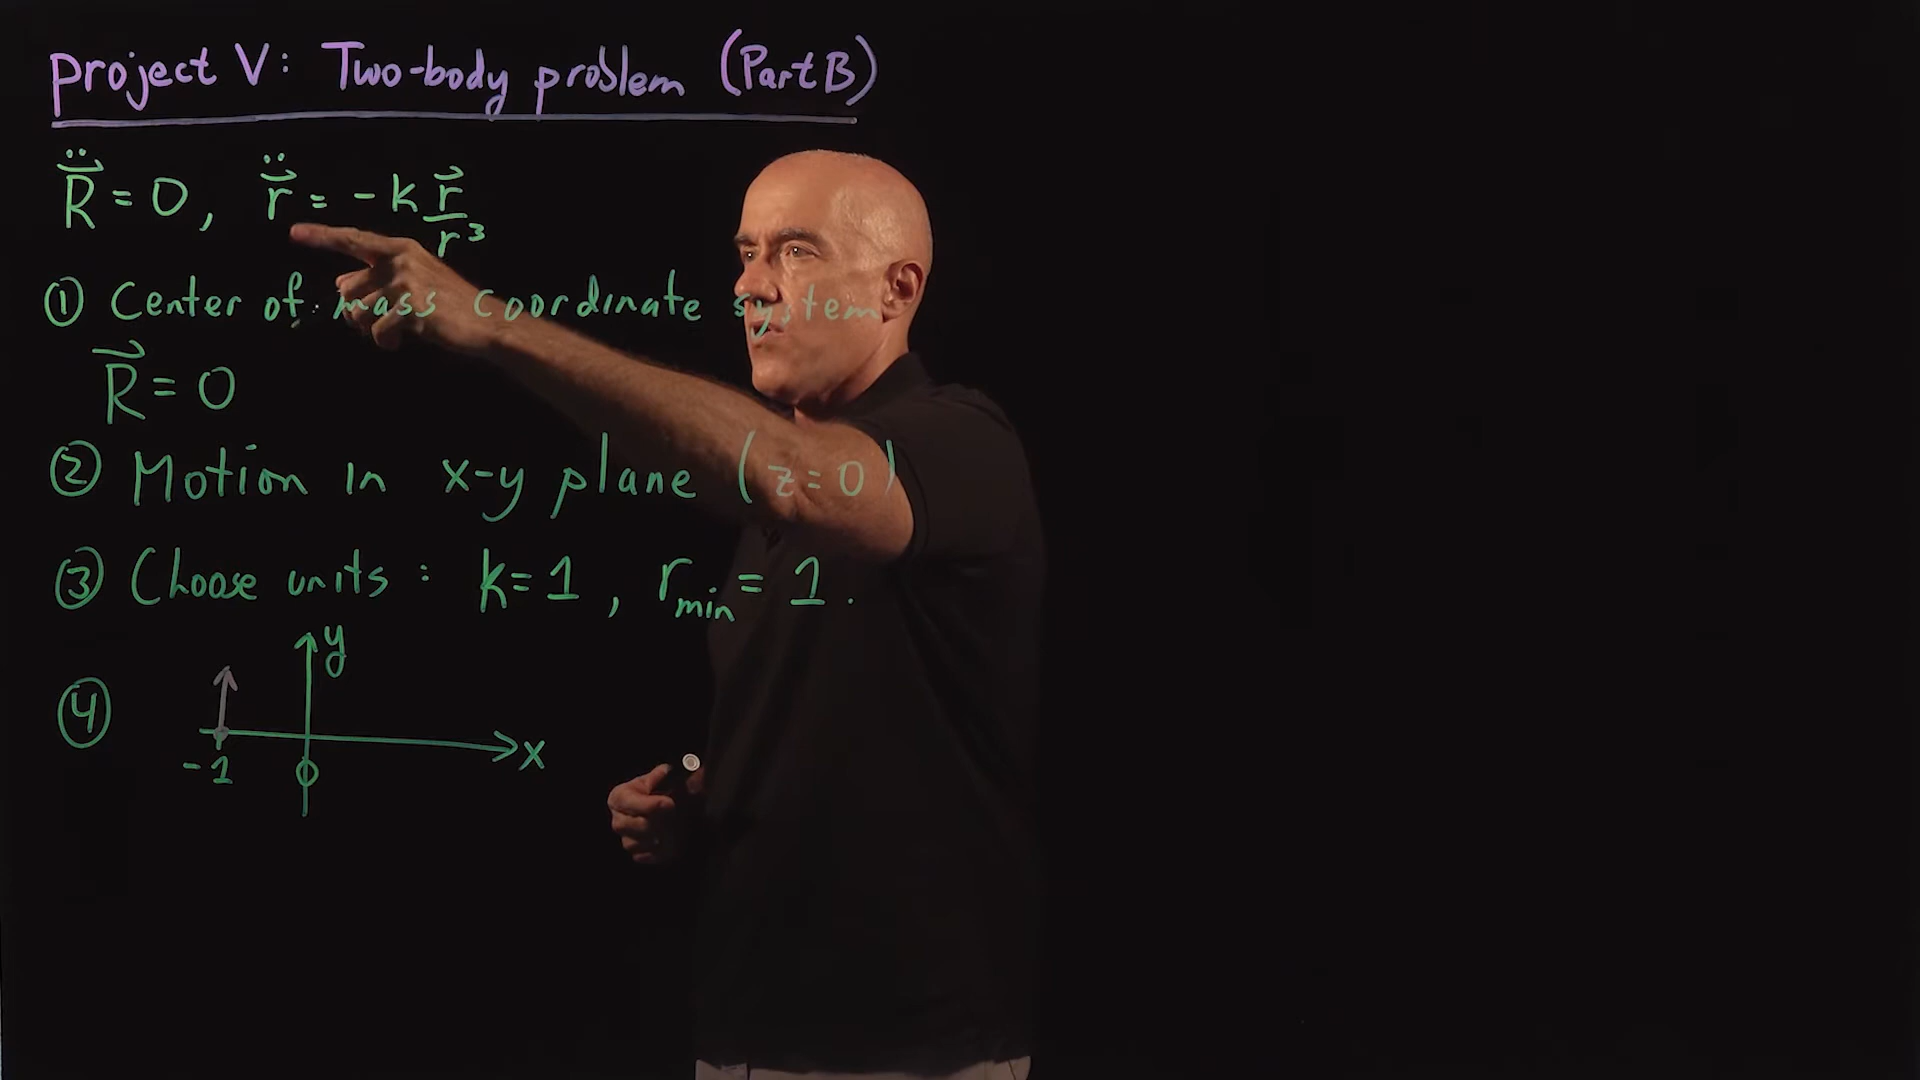 project V: Two-body problem (Part B)
R̈⃗ = 0, r̈⃗ = -k r⃗/r³
① Center of mass coordinate system
R⃗ = 0
② Motion in x-y plane (z=0)
③ Choose units: k=1, r_min = 1.
④
y
x
-1
0